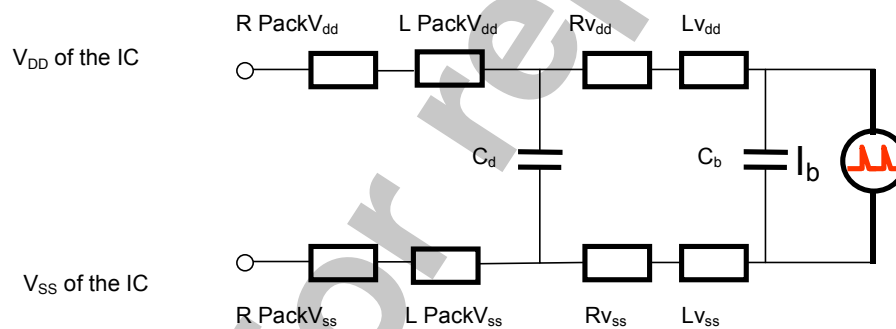 R PackVdd L PackVdd Rvdd Lvdd
VDD of the IC
Cd Cb Ib
VSS of the IC
R PackVss L PackVss Rvss Lvss